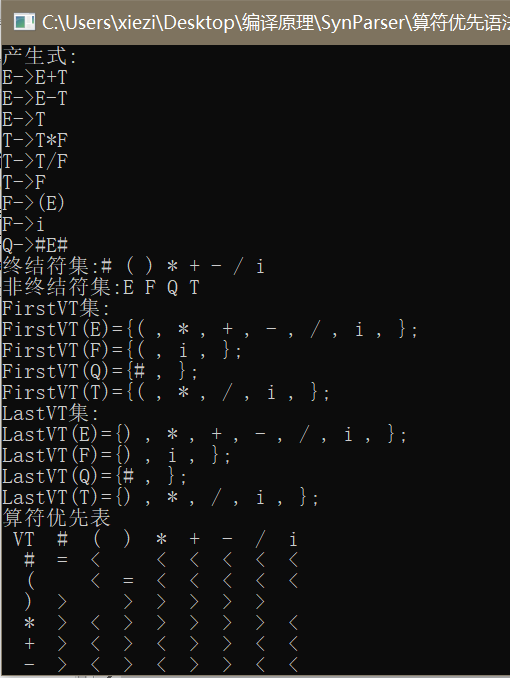 C:\Users\xiezi\Desktop\编译原理\SynParser\算符优先语法
产生式:
E->E+T
E->E-T
E->T
T->T*F
T->T/F
T->F
F->(E)
F->i
Q->#E#
终结符集:# ( ) * + - / i
非终结符集:E F Q T
FirstVT集:
FirstVT(E)={( , * , + , - , / , i , };
FirstVT(F)={( , i , };
FirstVT(Q)={# , };
FirstVT(T)={( , * , / , i , };
LastVT集:
LastVT(E)={) , * , + , - , / , i , };
LastVT(F)={) , i , };
LastVT(Q)={# , };
LastVT(T)={) , * , / , i , };
算符优先表
VT # ( ) * + - / i
# = < < < < < <
( < = < < < < <
) > > > > > >
* > < > > > > > <
+ > < > < > > < <
- > < > < > > < <